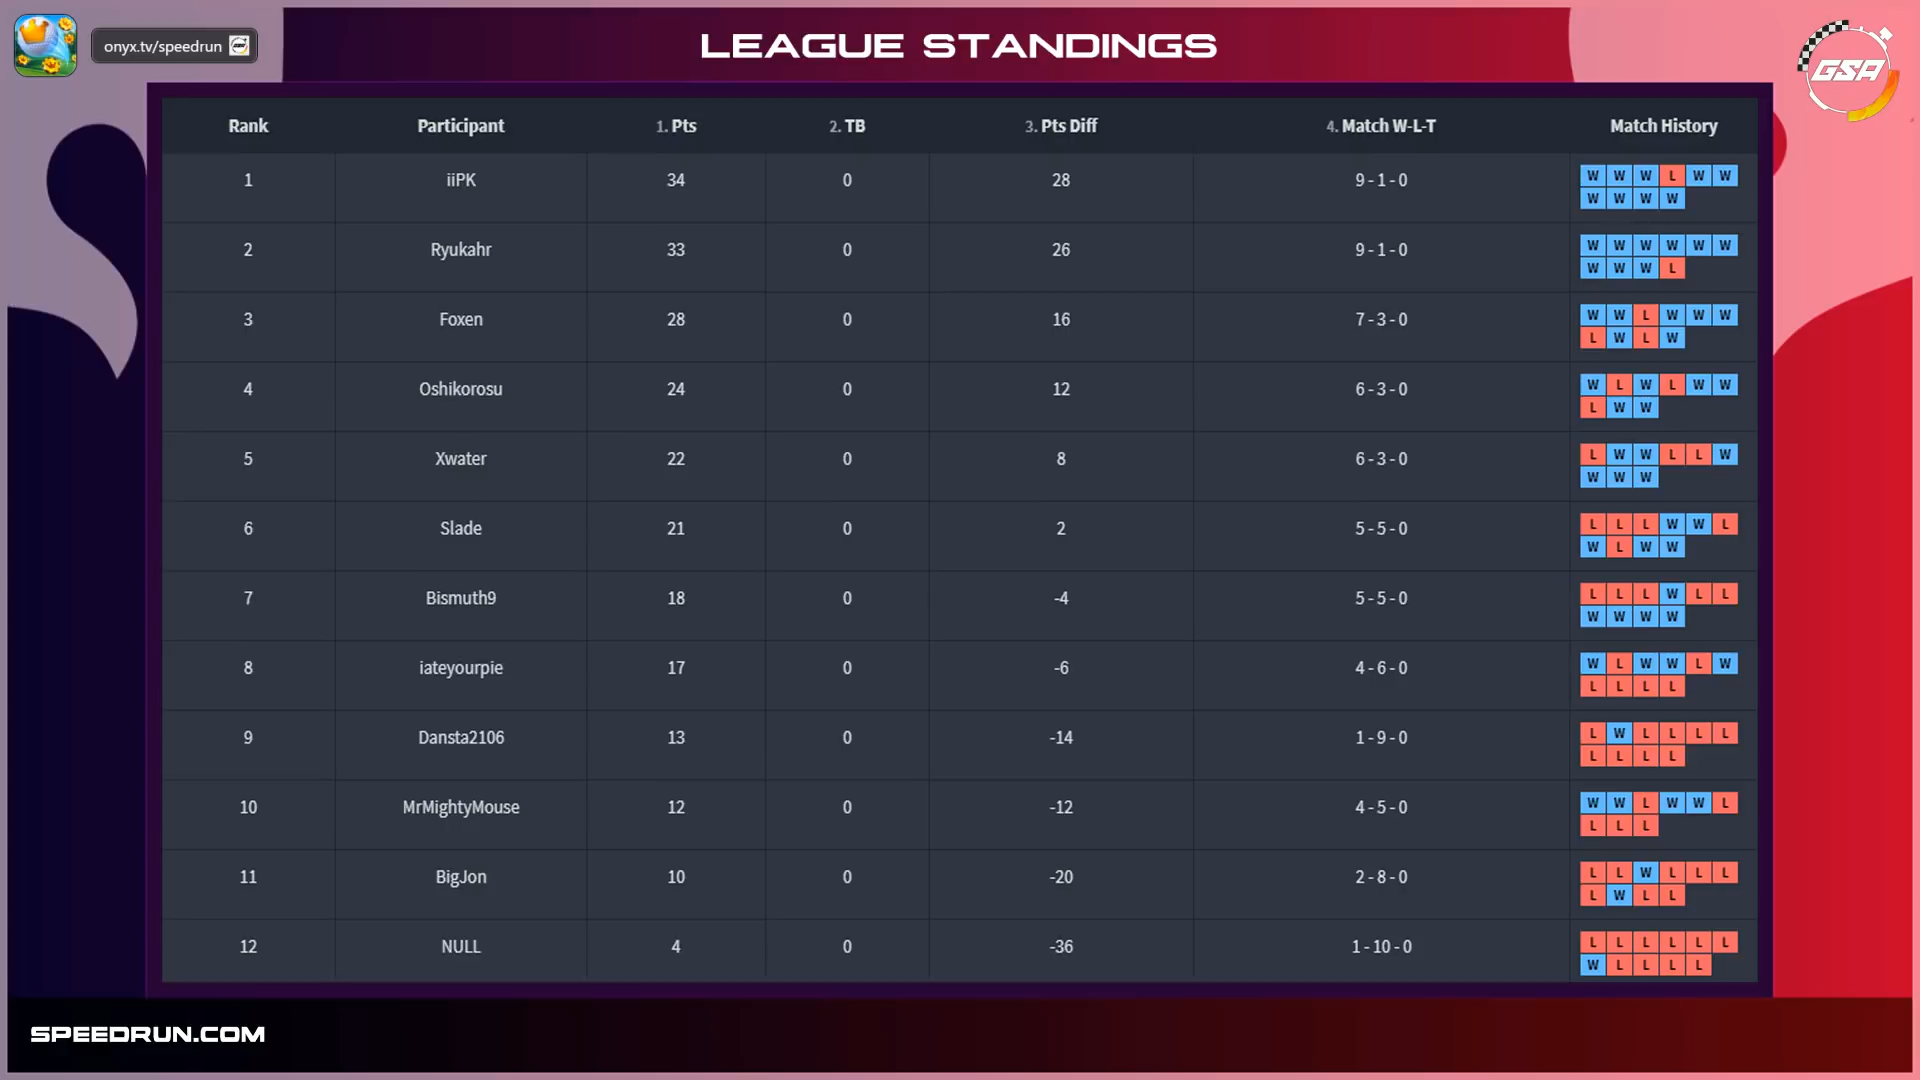 onyx.tv/speedrun
LEAGUE STANDINGS
GSA
Rank Participant 1. Pts 2. TB 3. Pts Diff 4. Match W-L-T Match History
1 iiPK 34 0 28 9 - 1 - 0 W W W L W W
W W W W
2 Ryukahr 33 0 26 9 - 1 - 0 W W W W W W
W W W L
3 Foxen 28 0 16 7 - 3 - 0 W W L W W W
L W L W
4 Oshikorosu 24 0 12 6 - 3 - 0 W L W L W W
L W W
5 Xwater 22 0 8 6 - 3 - 0 L W W L L W
W W W
6 Slade 21 0 2 5 - 5 - 0 L L L W W L
W L W W
7 Bismuth9 18 0 -4 5 - 5 - 0 L L L W L L
W W W W
8 iateyourpie 17 0 -6 4 - 6 - 0 W L W W L W
L L L L
9 Dansta2106 13 0 -14 1 - 9 - 0 L W L L L L
L L L L
10 MrMightyMouse 12 0 -12 4 - 5 - 0 W W L W W L
L L L
11 BigJon 10 0 -20 2 - 8 - 0 L L W L L L
L W L L
12 NULL 4 0 -36 1 - 10 - 0 L L L L L L
W L L L L
SPEEDRUN.COM